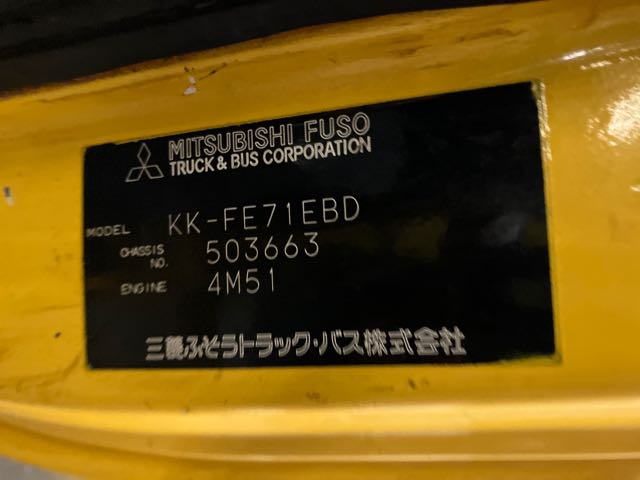 MITSUBISHI FUSO
TRUCK & BUS CORPORATION
MODEL KK-FE71EBD
CHASSIS NO. 503663
ENGINE 4M51
三菱ふそうトラック・バス株式会社